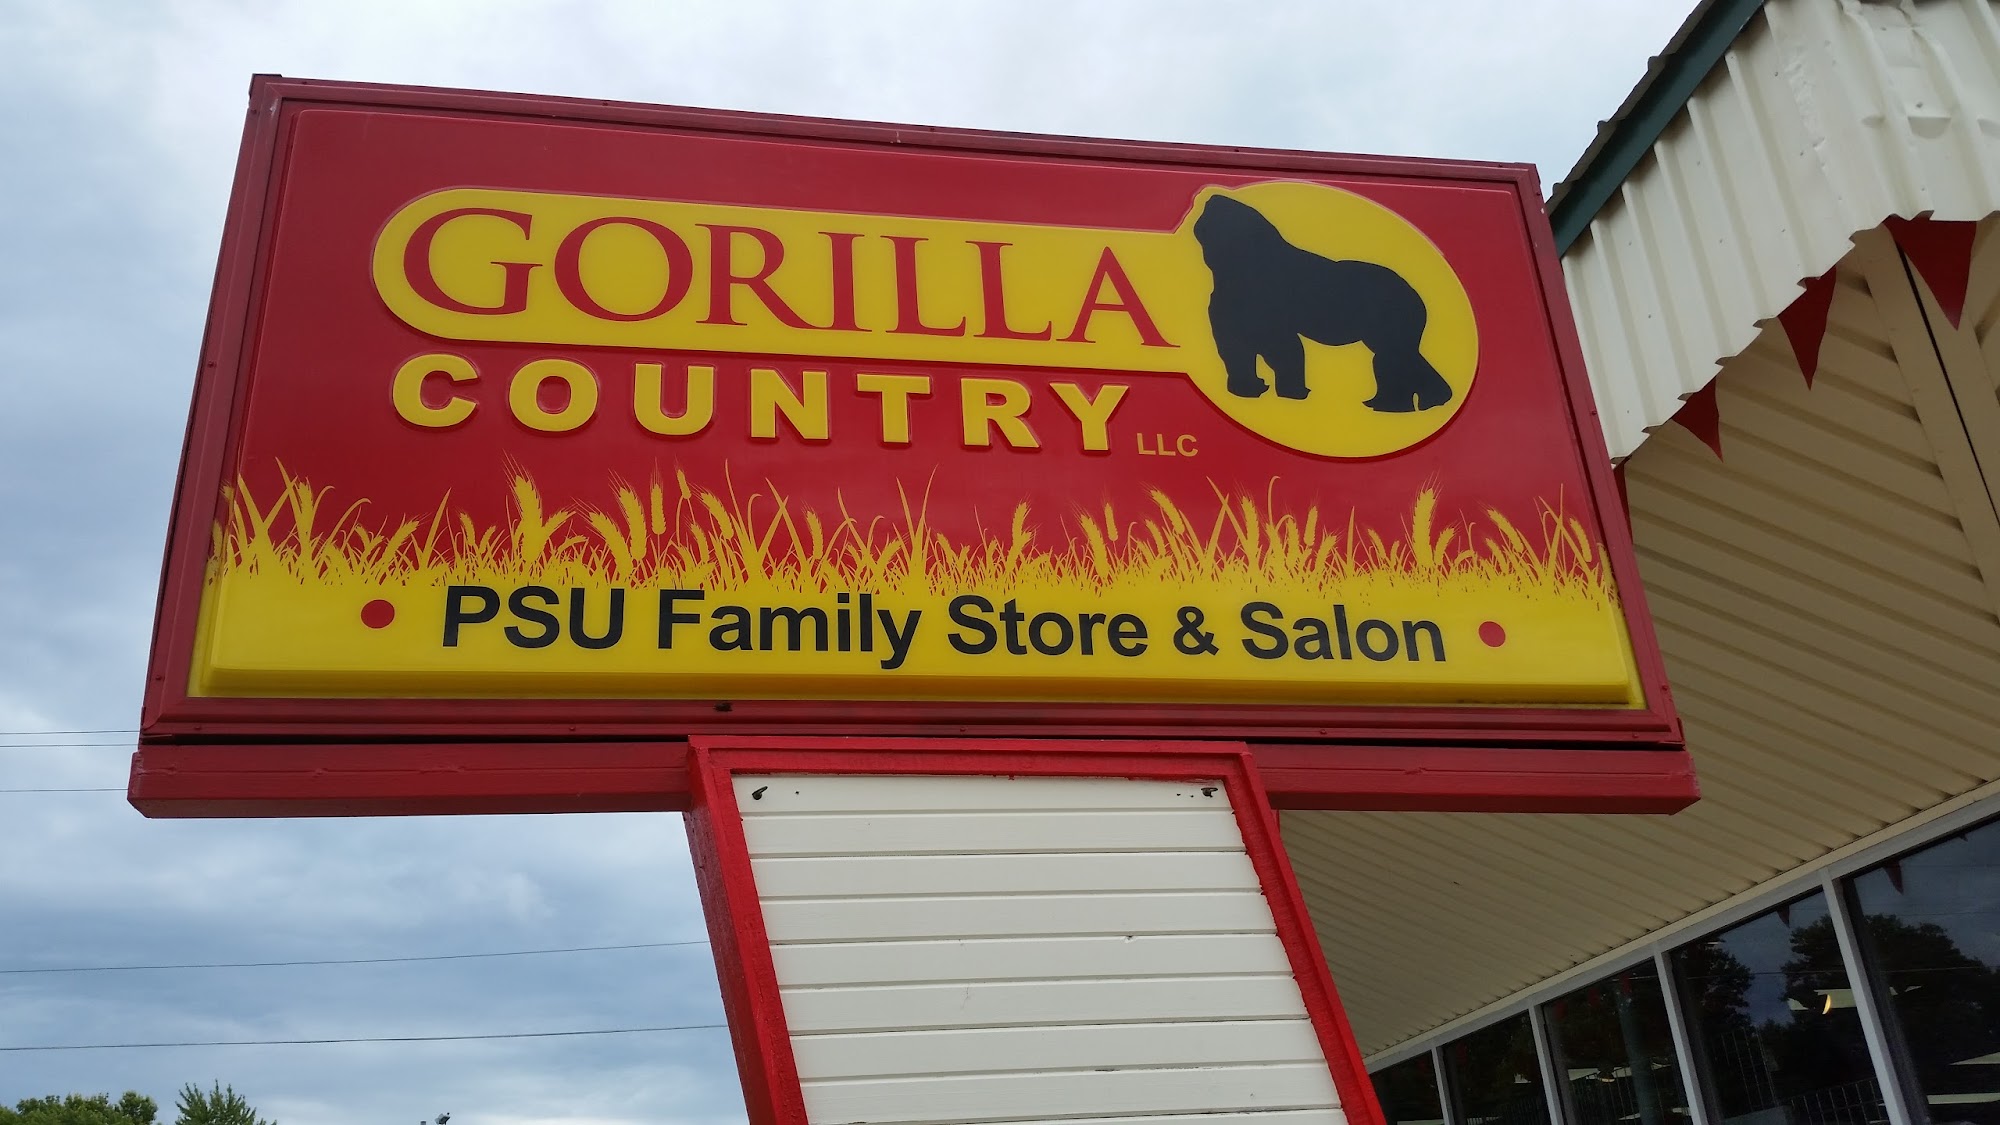 GORILLA
COUNTRY LLC
• PSU Family Store & Salon •